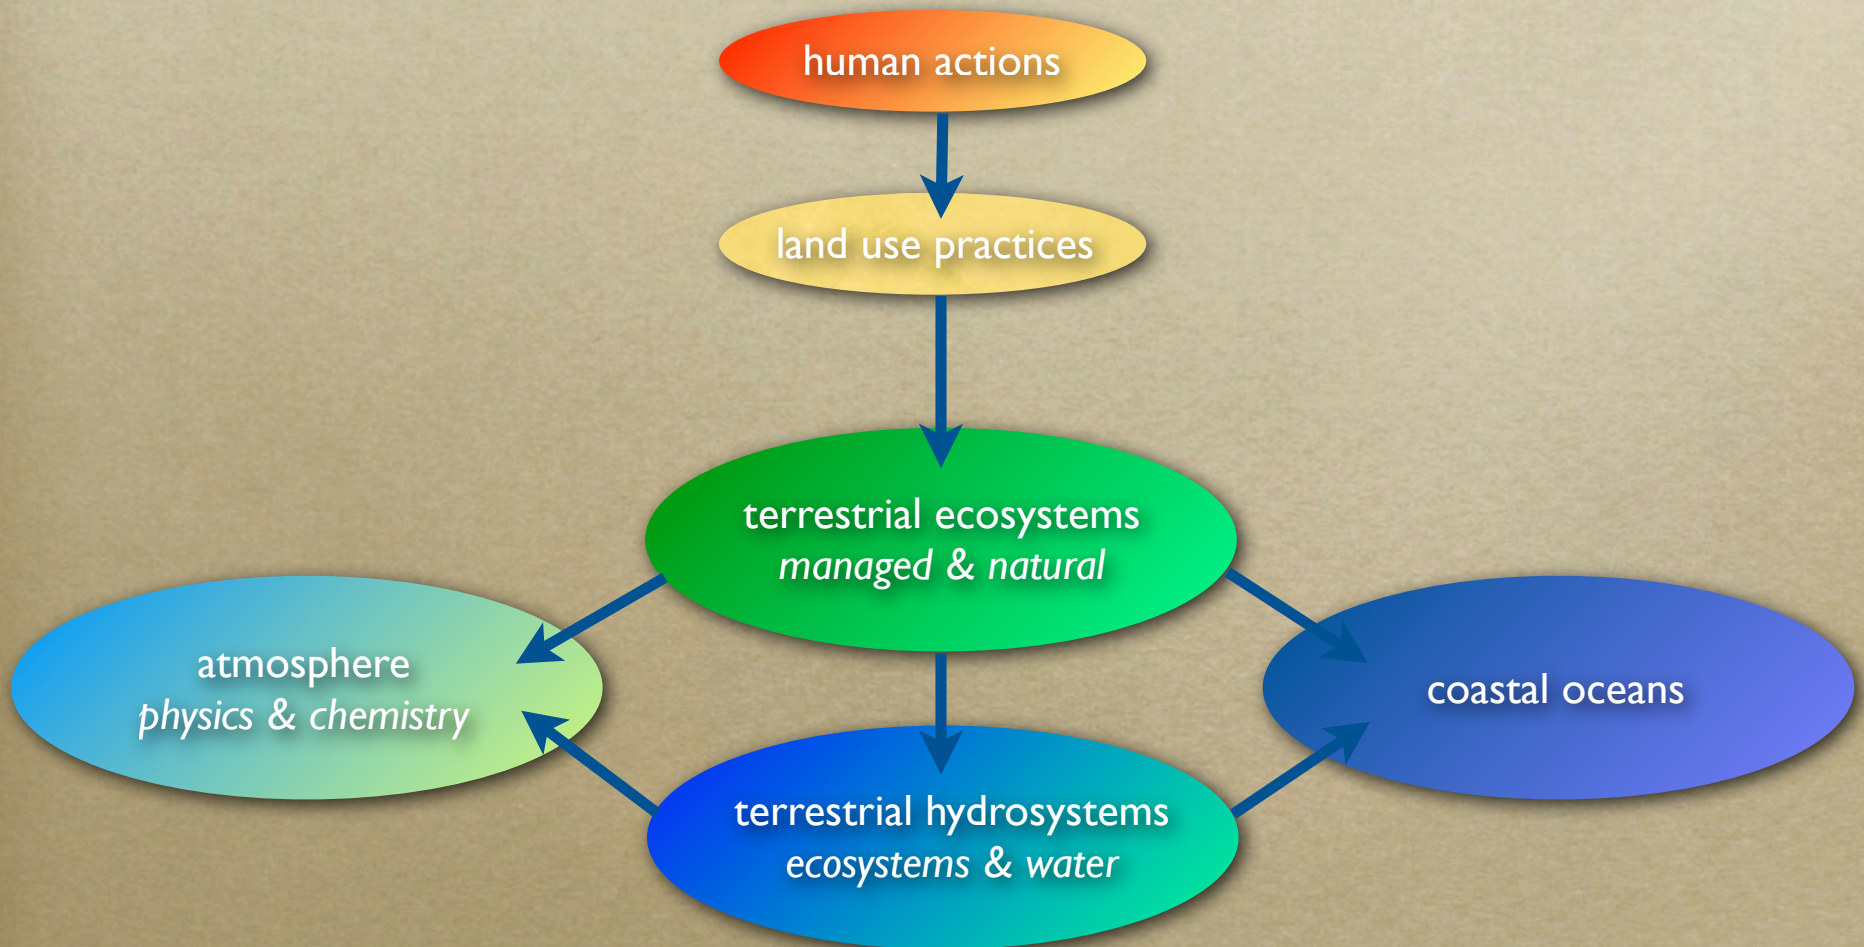 human actions
land use practices
terrestrial ecosystems
managed & natural
atmosphere
physics & chemistry
coastal oceans
terrestrial hydrosystems
ecosystems & water